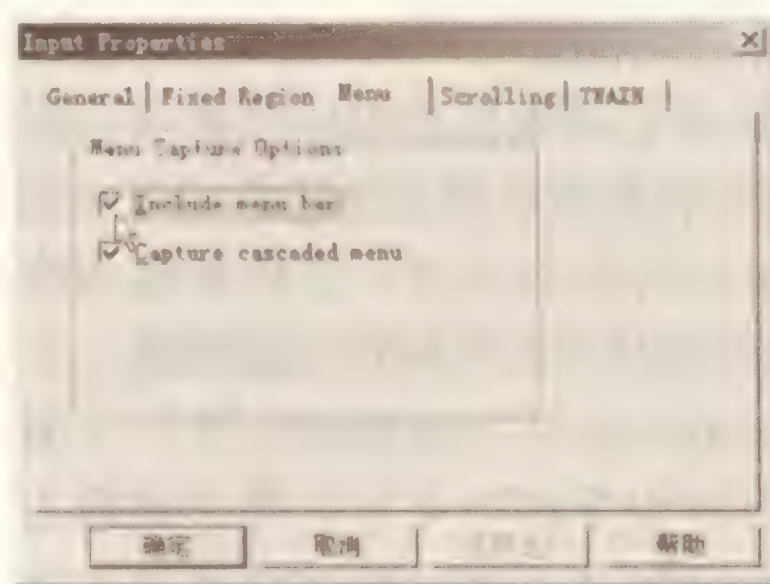 Input Properties
General Fixed Region Menu Scrolling TWAIN
Menu Capture Options
Include menu bar
Capture cascaded menu
确定 取消 帮助